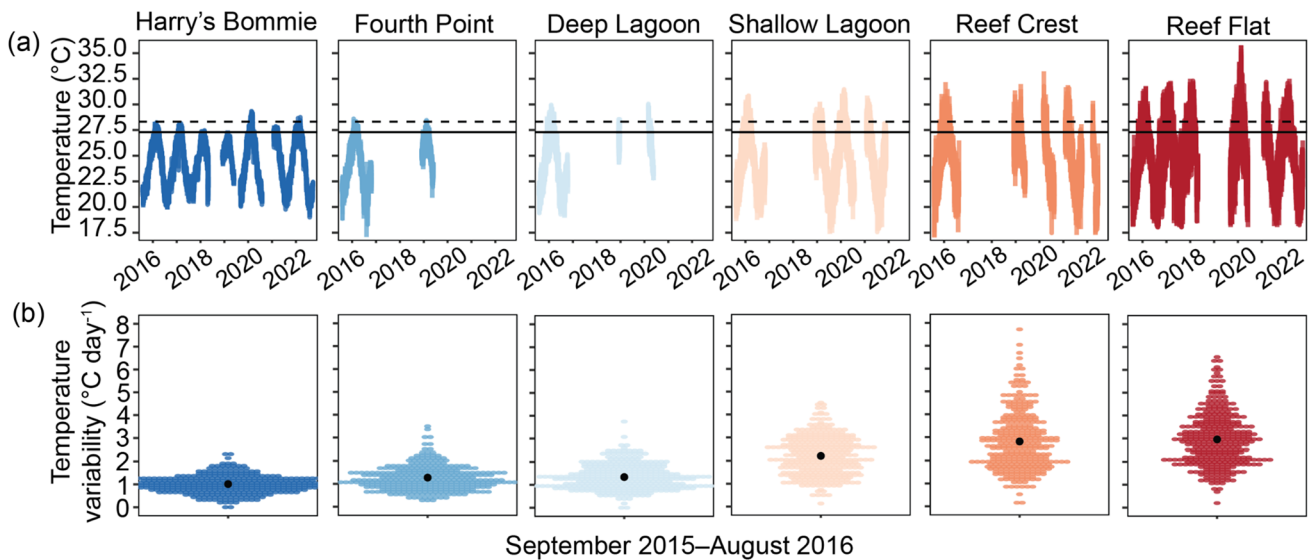 (a)
Harry's Bommie Fourth Point Deep Lagoon Shallow Lagoon Reef Crest Reef Flat
Temperature (°C)
35.0
32.5
30.0
27.5
25.0
22.5
20.0
17.5
2016 2018 2020 2022 2016 2018 2020 2022 2016 2018 2020 2022 2016 2018 2020 2022 2016 2018 2020 2022 2016 2018 2020 2022
(b)
Temperature
variability (°C day-1)
8
7
6
5
4
3
2
1
0
September 2015–August 2016